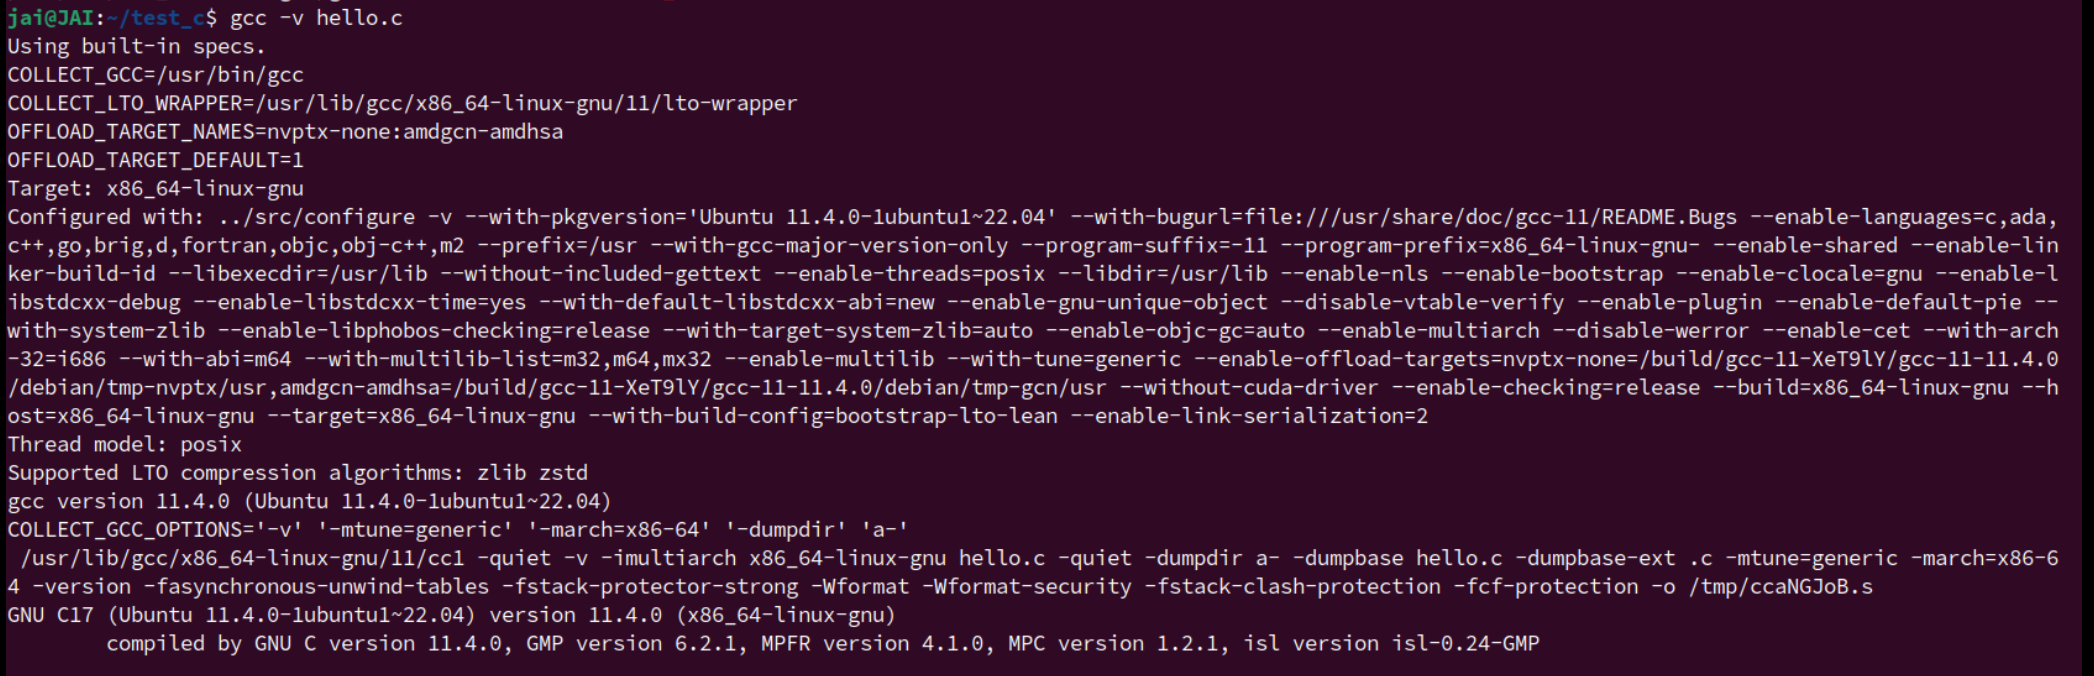 jai@JAI:~/test_c$ gcc -v hello.c
Using built-in specs.
COLLECT_GCC=/usr/bin/gcc
COLLECT_LTO_WRAPPER=/usr/lib/gcc/x86_64-linux-gnu/11/lto-wrapper
OFFLOAD_TARGET_NAMES=nvptx-none:amdgcn-amdhsa
OFFLOAD_TARGET_DEFAULT=1
Target: x86_64-linux-gnu
Configured with: ../src/configure -v --with-pkgversion='Ubuntu 11.4.0-1ubuntu1~22.04' --with-bugurl=file:///usr/share/doc/gcc-11/README.Bugs --enable-languages=c,ada,
c++,go,brig,d,fortran,objc,obj-c++,m2 --prefix=/usr --with-gcc-major-version-only --program-suffix=-11 --program-prefix=x86_64-linux-gnu- --enable-shared --enable-lin
ker-build-id --libexecdir=/usr/lib --without-included-gettext --enable-threads=posix --libdir=/usr/lib --enable-nls --enable-bootstrap --enable-clocale=gnu --enable-l
ibstdcxx-debug --enable-libstdcxx-time=yes --with-default-libstdcxx-abi=new --enable-gnu-unique-object --disable-vtable-verify --enable-plugin --enable-default-pie --
with-system-zlib --enable-libphobos-checking=release --with-target-system-zlib=auto --enable-objc-gc=auto --enable-multiarch --disable-werror --enable-cet --with-arch
-32=i686 --with-abi=m64 --with-multilib-list=m32,m64,mx32 --enable-multilib --with-tune=generic --enable-offload-targets=nvptx-none=/build/gcc-11-XeT9lY/gcc-11-11.4.0
/debian/tmp-nvptx/usr,amdgcn-amdhsa=/build/gcc-11-XeT9lY/gcc-11-11.4.0/debian/tmp-gcn/usr --without-cuda-driver --enable-checking=release --build=x86_64-linux-gnu --h
ost=x86_64-linux-gnu --target=x86_64-linux-gnu --with-build-config=bootstrap-lto-lean --enable-link-serialization=2
Thread model: posix
Supported LTO compression algorithms: zlib zstd
gcc version 11.4.0 (Ubuntu 11.4.0-1ubuntu1~22.04)
COLLECT_GCC_OPTIONS='-v' '-mtune=generic' '-march=x86-64' '-dumpdir' 'a-'
 /usr/lib/gcc/x86_64-linux-gnu/11/cc1 -quiet -v -imultiarch x86_64-linux-gnu hello.c -quiet -dumpdir a- -dumpbase hello.c -dumpbase-ext .c -mtune=generic -march=x86-6
4 -version -fasynchronous-unwind-tables -fstack-protector-strong -Wformat -Wformat-security -fstack-clash-protection -fcf-protection -o /tmp/ccaNGJoB.s
GNU C17 (Ubuntu 11.4.0-1ubuntu1~22.04) version 11.4.0 (x86_64-linux-gnu)
        compiled by GNU C version 11.4.0, GMP version 6.2.1, MPFR version 4.1.0, MPC version 1.2.1, isl version isl-0.24-GMP